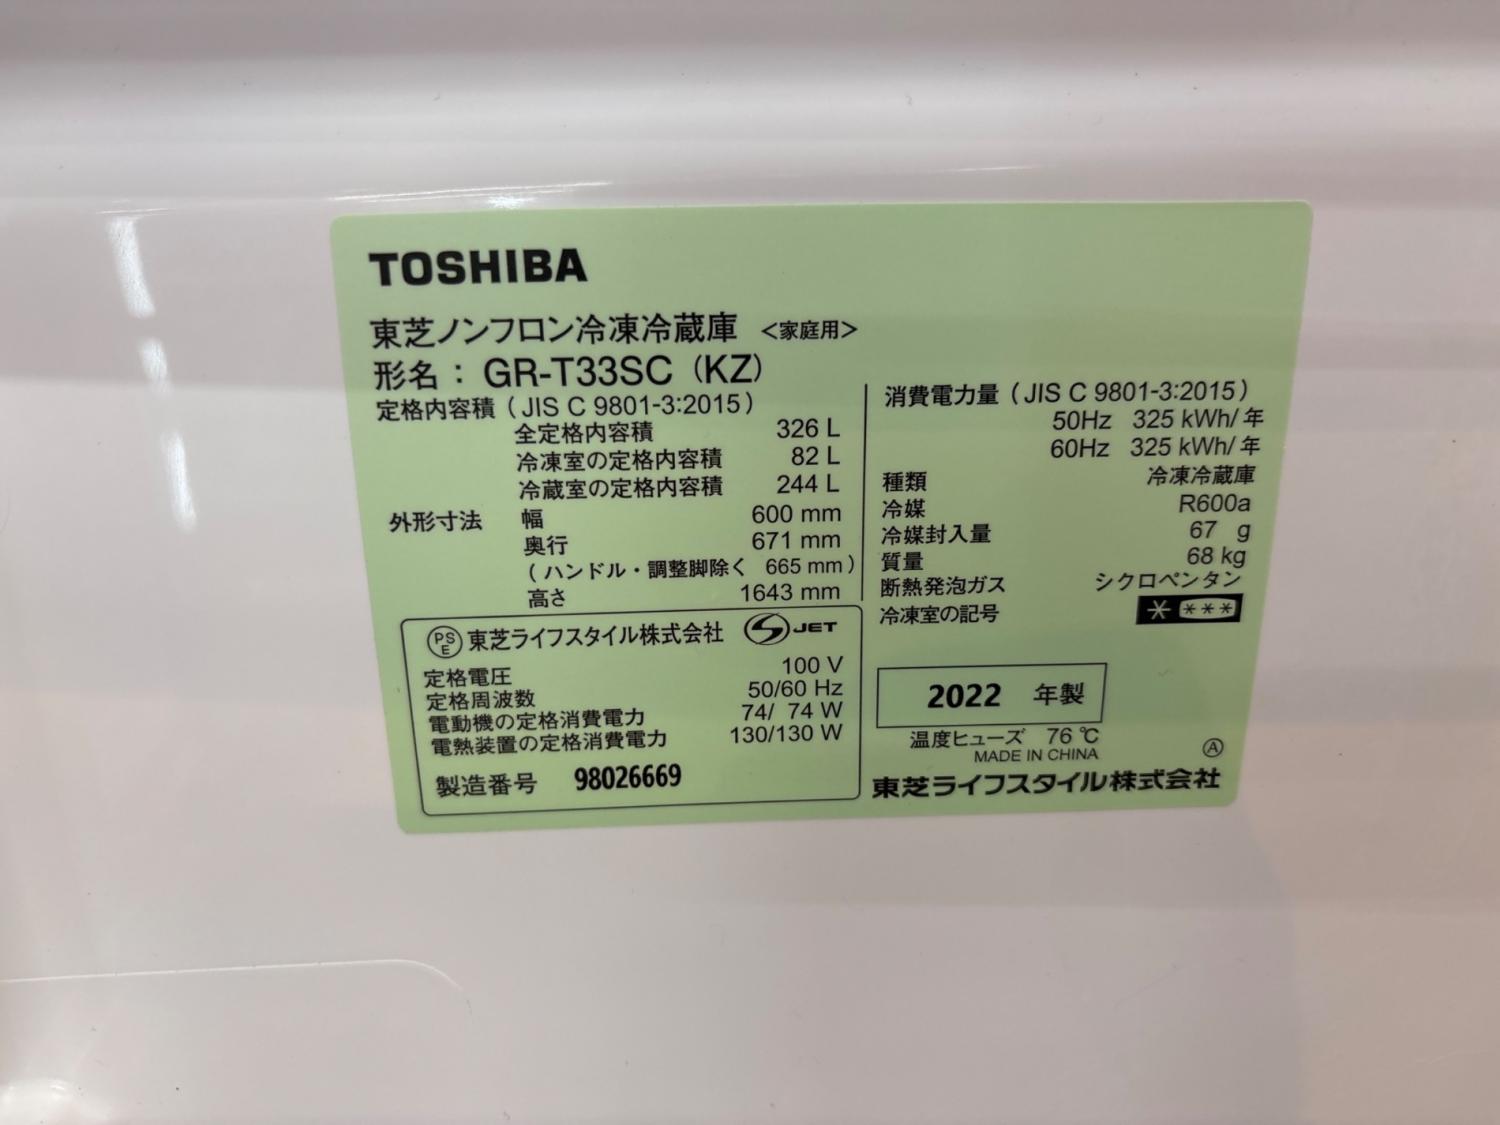 TOSHIBA
東芝ノンフロン冷凍冷蔵庫 <家庭用>
形名： GR-T33SC (KZ)
定格内容積 (JIS C 9801-3:2015)
全定格内容積 326 L
冷凍室の定格内容積 82 L
冷蔵室の定格内容積 244 L
外形寸法 幅 600 mm
奥行 671 mm
(ハンドル・調整脚除く 665 mm)
高さ 1643 mm
PSE 東芝ライフスタイル株式会社 S JET
定格電圧 100 V
定格周波数 50/60 Hz
電動機の定格消費電力 74/ 74 W
電熱装置の定格消費電力 130/130 W
製造番号 98026669
消費電力量 (JIS C 9801-3:2015)
50Hz 325 kWh/年
60Hz 325 kWh/年
種類 冷凍冷蔵庫
冷媒 R600a
冷媒封入量 67 g
質量 68 kg
断熱発泡ガス シクロペンタン
冷凍室の記号 * ***
2022 年製
温度ヒューズ 76 ℃
MADE IN CHINA
Ⓐ
東芝ライフスタイル株式会社